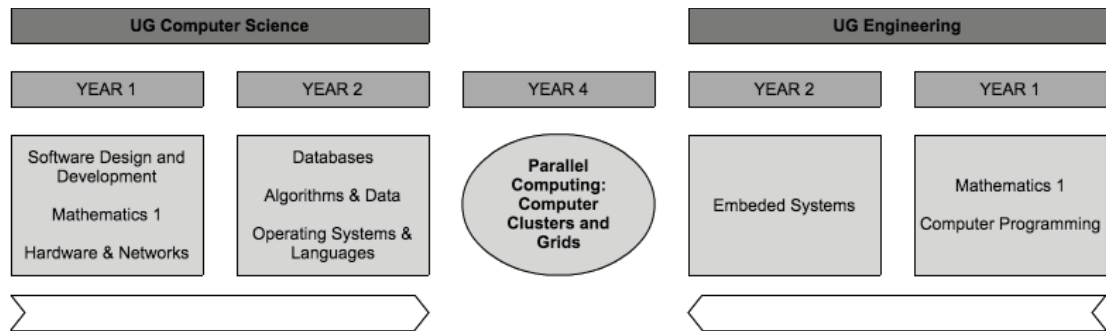 UG Computer Science
UG Engineering
YEAR 1
YEAR 2
YEAR 4
YEAR 2
YEAR 1
Software Design and
Development
Mathematics 1
Hardware & Networks
Databases
Algorithms & Data
Operating Systems &
Languages
Parallel
Computing:
Computer
Clusters and
Grids
Embeded Systems
Mathematics 1
Computer Programming